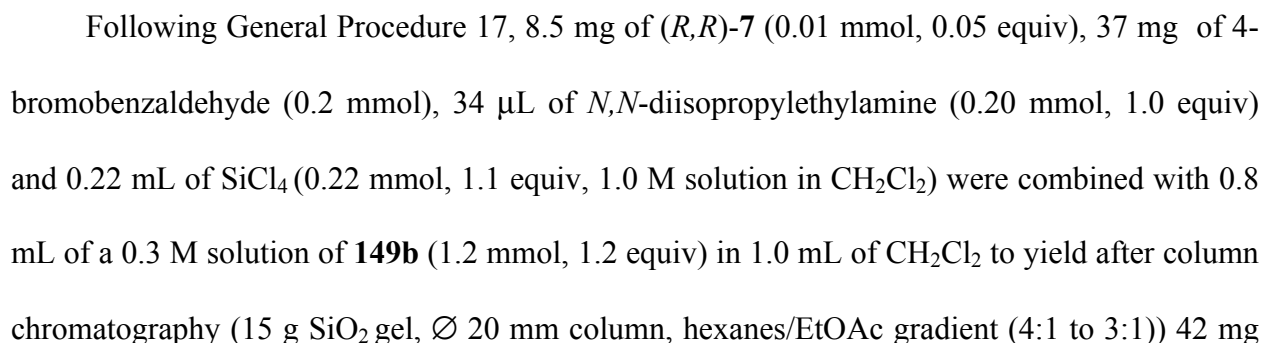 Following General Procedure 17, 8.5 mg of (R,R)-7 (0.01 mmol, 0.05 equiv), 37 mg of 4-
bromobenzaldehyde (0.2 mmol), 34 μL of N,N-diisopropylethylamine (0.20 mmol, 1.0 equiv)
and 0.22 mL of SiCl₄ (0.22 mmol, 1.1 equiv, 1.0 M solution in CH₂Cl₂) were combined with 0.8
mL of a 0.3 M solution of 149b (1.2 mmol, 1.2 equiv) in 1.0 mL of CH₂Cl₂ to yield after column
chromatography (15 g SiO₂ gel, ∅ 20 mm column, hexanes/EtOAc gradient (4:1 to 3:1)) 42 mg